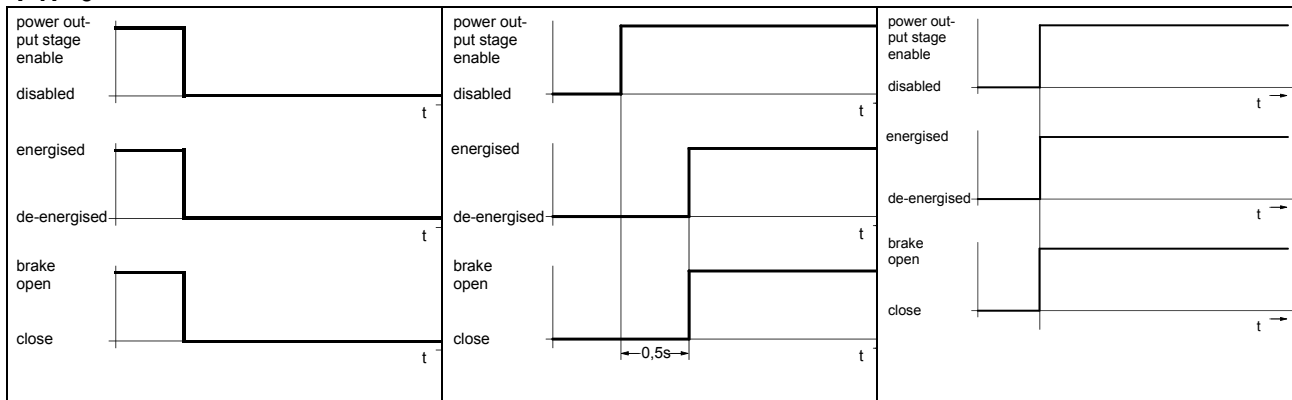 power out-
put stage
enable
disabled
t
energised
de-energised
t
brake
open
close
t
power out-
put stage
enable
disabled
t
energised
de-energised
t
brake
open
close
0,5s
t
power out-
put stage
enable
disabled
t
energised
de-energised
t
brake
open
close
t